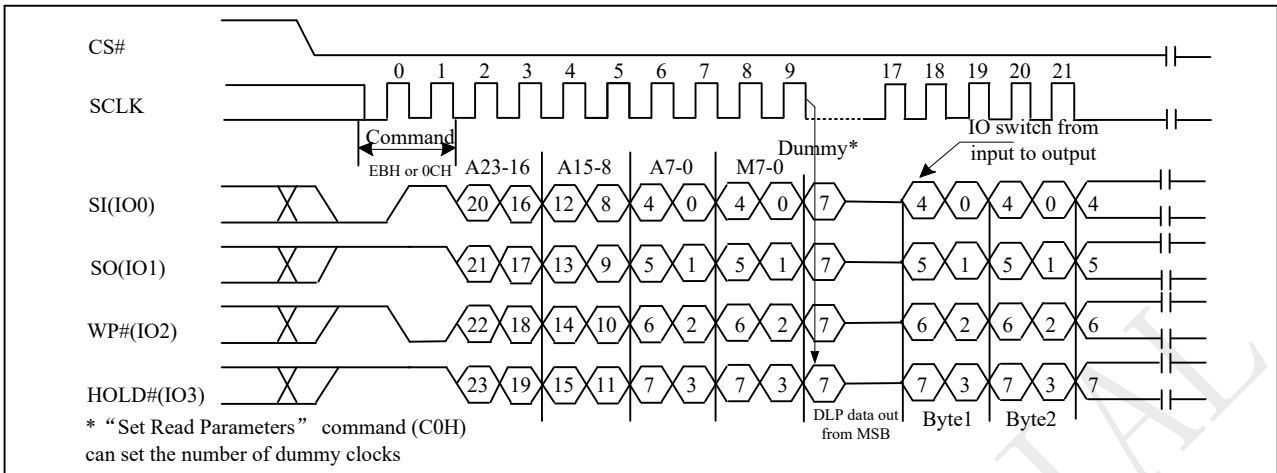 CS#
0 1 2 3 4 5 6 7 8 9 17 18 19 20 21
SCLK
IO switch from
input to output
Command
Dummy*
EBH or 0CH
A23-16 A15-8 A7-0 M7-0
SI(IO0) 20 16 12 8 4 0 4 0 7 4 0 4 0 4
SO(IO1) 21 17 13 9 5 1 5 1 7 5 1 5 1 5
WP#(IO2) 22 18 14 10 6 2 6 2 7 6 2 6 2 6
HOLD#(IO3) 23 19 15 11 7 3 7 3 7 7 3 7 3 7
DLP data out
from MSB
Byte1 Byte2
* “Set Read Parameters” command (C0H)
can set the number of dummy clocks